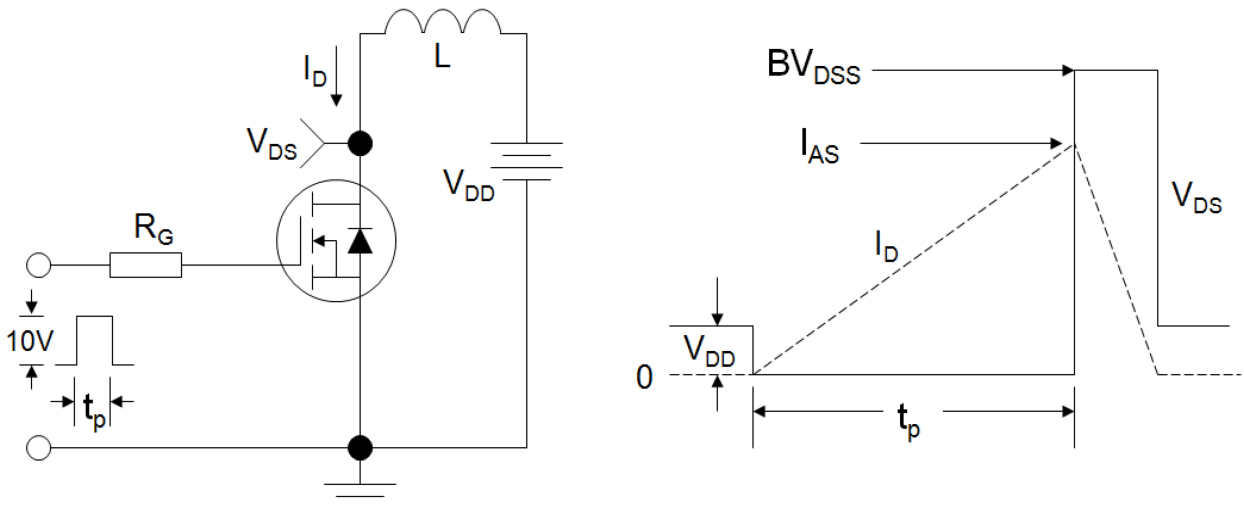 L
I_D
V_DS
V_DD
R_G
10V
t_p
BV_DSS
I_AS
V_DS
I_D
V_DD
0
t_p